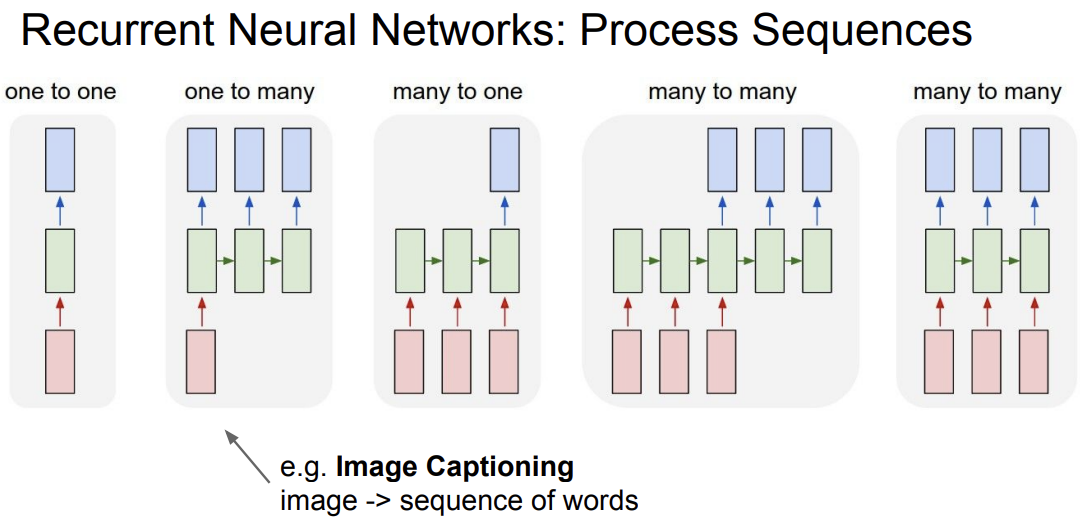 Recurrent Neural Networks: Process Sequences
one to one
one to many
many to one
many to many
many to many
e.g. Image Captioning
image -> sequence of words